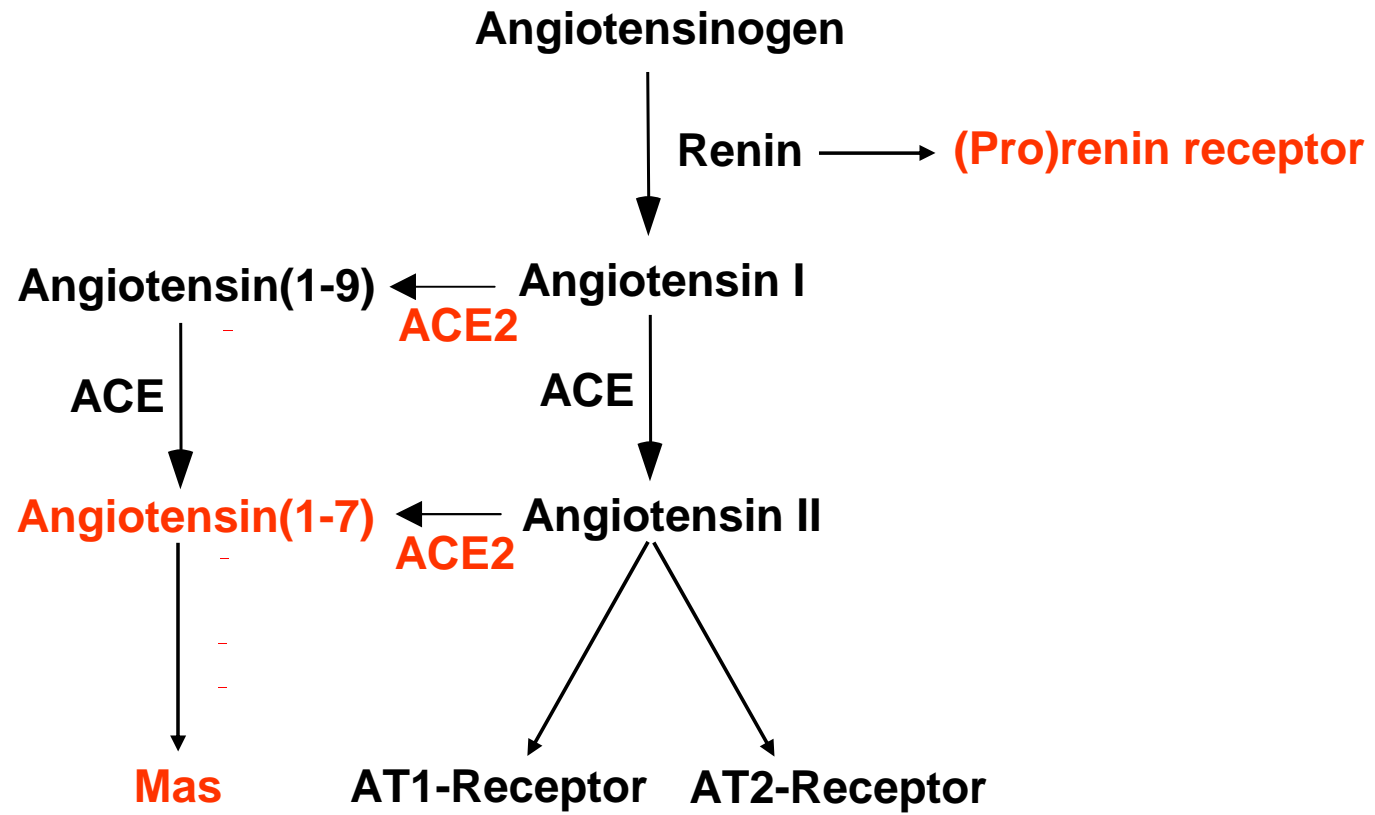 Angiotensinogen
Renin (Pro)renin receptor
Angiotensin(1-9) Angiotensin I
ACE2
ACE ACE
Angiotensin(1-7) Angiotensin II
ACE2
Mas AT1-Receptor AT2-Receptor